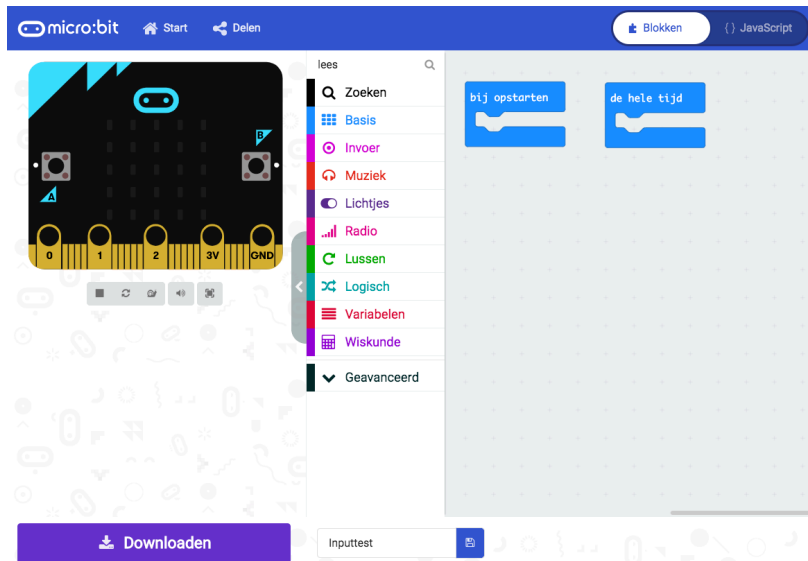 micro:bit Start Delen Blokken {} JavaScript
lees
Zoeken
Basis
Invoer
Muziek
Lichtjes
Radio
Lussen
Logisch
Variabelen
Wiskunde
Geavanceerd
bij opstarten
de hele tijd
B
A
0 1 2 3V GND
Downloaden
Inputtest